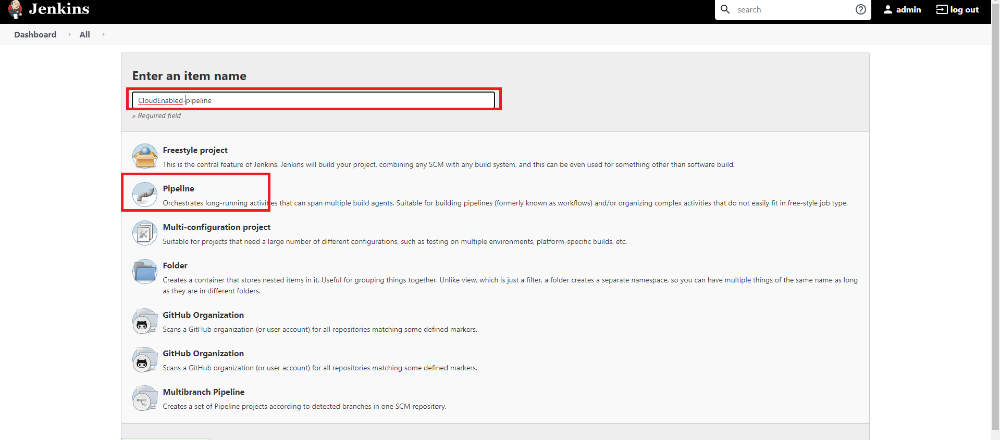 Jenkins
search
admin
log out
Dashboard
All
Enter an item name
CloudEnabled-pipeline
» Required field
Freestyle project
This is the central feature of Jenkins. Jenkins will build your project, combining any SCM with any build system, and this can be even used for something other than software build.
Pipeline
Orchestrates long-running activities that can span multiple build agents. Suitable for building pipelines (formerly known as workflows) and/or organizing complex activities that do not easily fit in free-style job type.
Multi-configuration project
Suitable for projects that need a large number of different configurations, such as testing on multiple environments, platform-specific builds, etc.
Folder
Creates a container that stores nested items in it. Useful for grouping things together. Unlike view, which is just a filter, a folder creates a separate namespace, so you can have multiple things of the same name as long
as they are in different folders.
GitHub Organization
Scans a GitHub organization (or user account) for all repositories matching some defined markers.
GitHub Organization
Scans a GitHub organization (or user account) for all repositories matching some defined markers.
Multibranch Pipeline
Creates a set of Pipeline projects according to detected branches in one SCM repository.